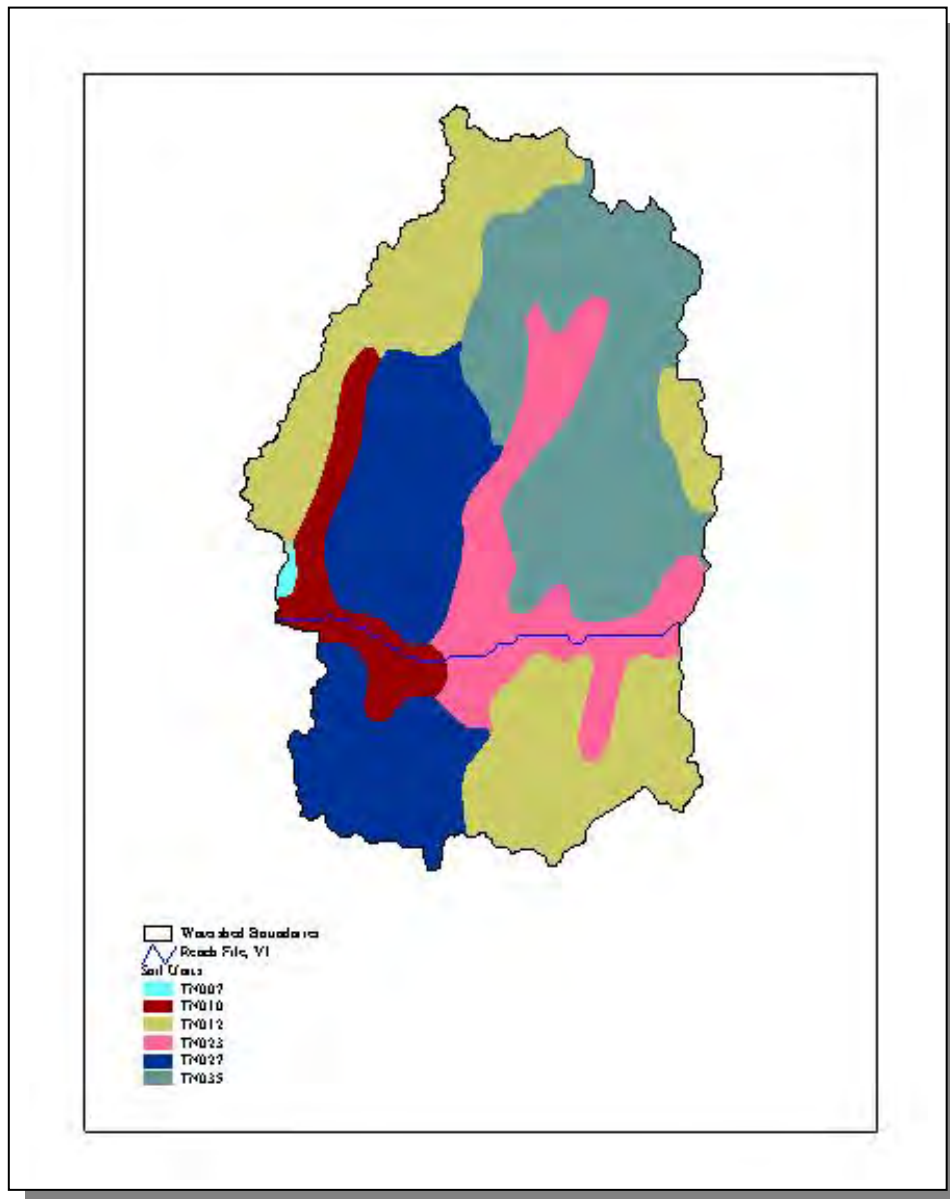 Watershed Boundaries
Reach File, V1
Soil Units
TN007
TN010
TN012
TN023
TN027
TN035